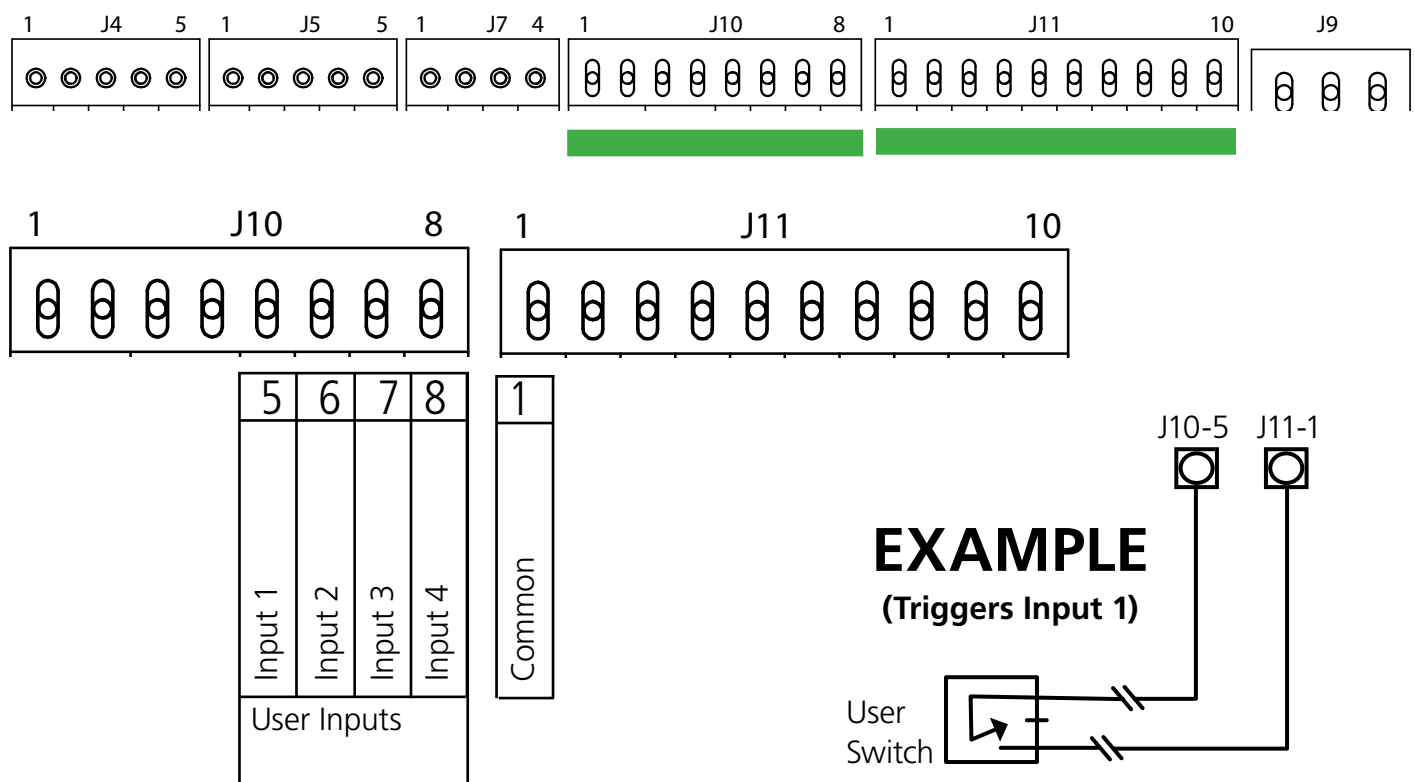 1 J4 5 1 J5 5 1 J7 4 1 J10 8 1 J11 10 J9
1 J10 8 1 J11 10
5 6 7 8 1
Input 1
Input 2
Input 3
Input 4
Common
User Inputs
J10-5 J11-1
EXAMPLE
(Triggers Input 1)
User
Switch